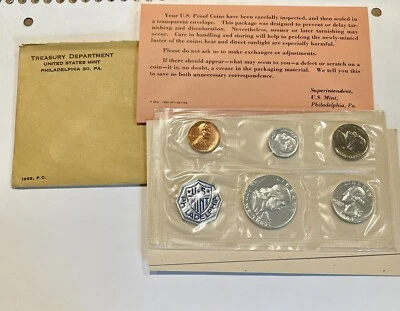 Your U.S. Proof Coins have been carefully inspected, and then sealed in
a transparent envelope. This package was designed to prevent or delay tar-
nishing and discoloration. Nevertheless, sooner or later tarnishing may
occur. Care in handling and storing will help to prolong the newly-minted
luster of the coins; heat and direct sunlight are especially harmful.
Please do not ask us to make exchanges or adjustments.
If there should appear—what may seem to you—a defect or scratch on a
coin—it is, no doubt, a crease in the packaging material. We tell you this
to save us both unnecessary correspondence.
Superintendent,
U.S. Mint,
Philadelphia, Pa.
TREASURY DEPARTMENT
UNITED STATES MINT
PHILADELPHIA 30, PA.
U.S.
MINT
PHILADELPHIA
1963, P.C.